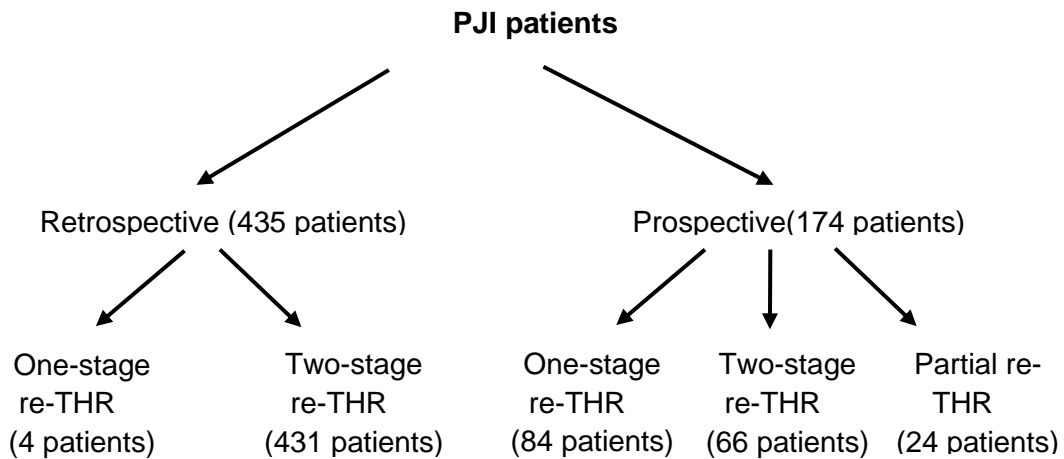 PJI patients
Retrospective (435 patients)
Prospective(174 patients)
One-stage
re-THR
(4 patients)
Two-stage
re-THR
(431 patients)
One-stage
re-THR
(84 patients)
Two-stage
re-THR
(66 patients)
Partial re-
THR
(24 patients)